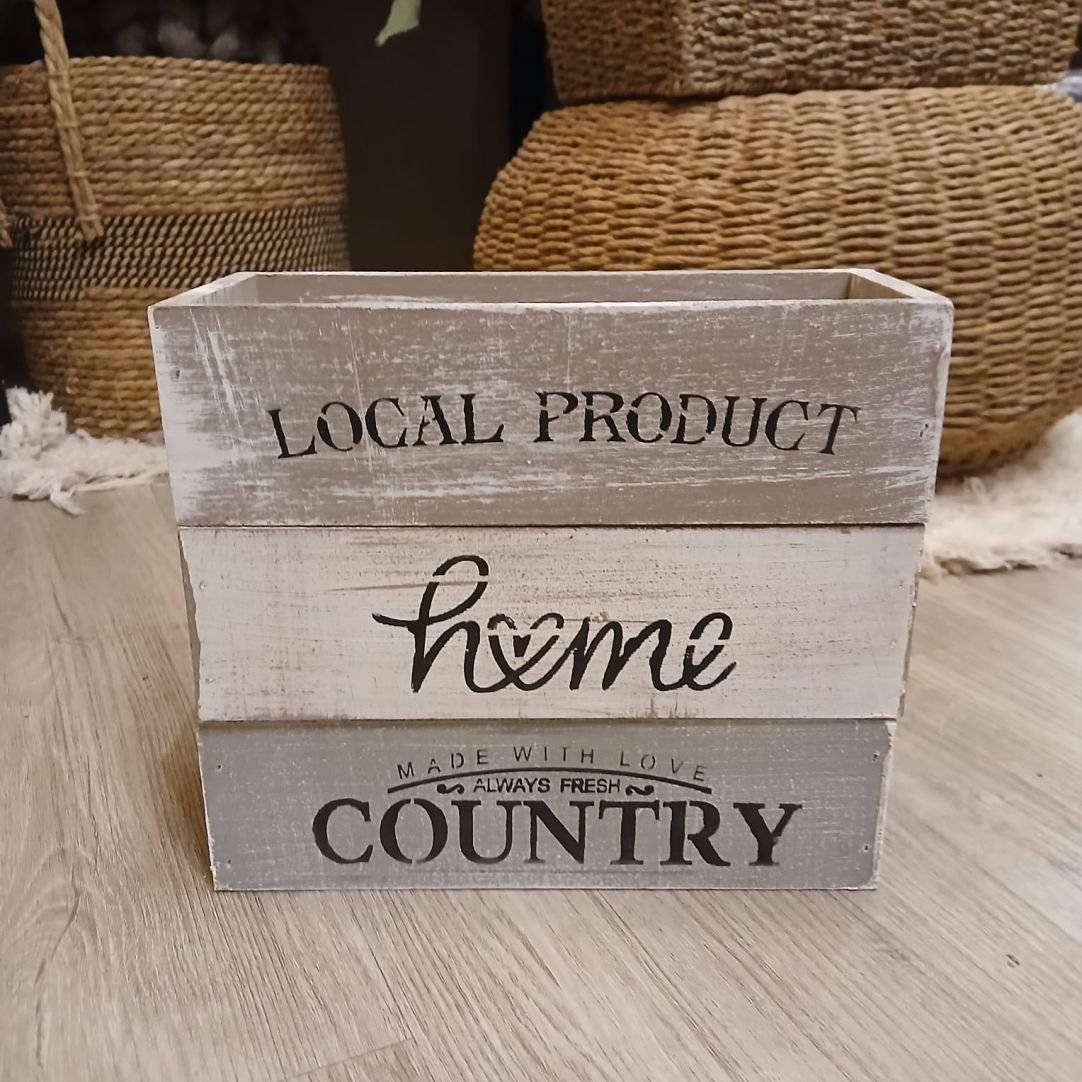 LOCAL PRODUCT
home
MADE WITH LOVE
ALWAYS FRESH
COUNTRY